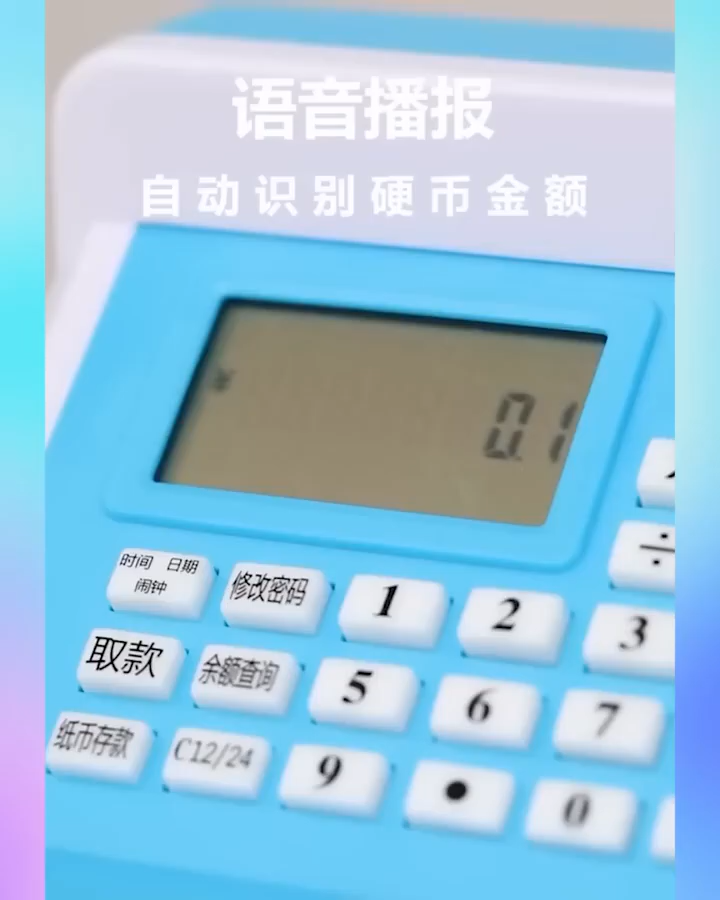 语音播报
自动识别硬币金额
¥ 0.1
÷
时间 日期
闹钟
修改密码 1 2 3
取款 余额查询 5 6 7
纸币存款 C12/24 9 • 0